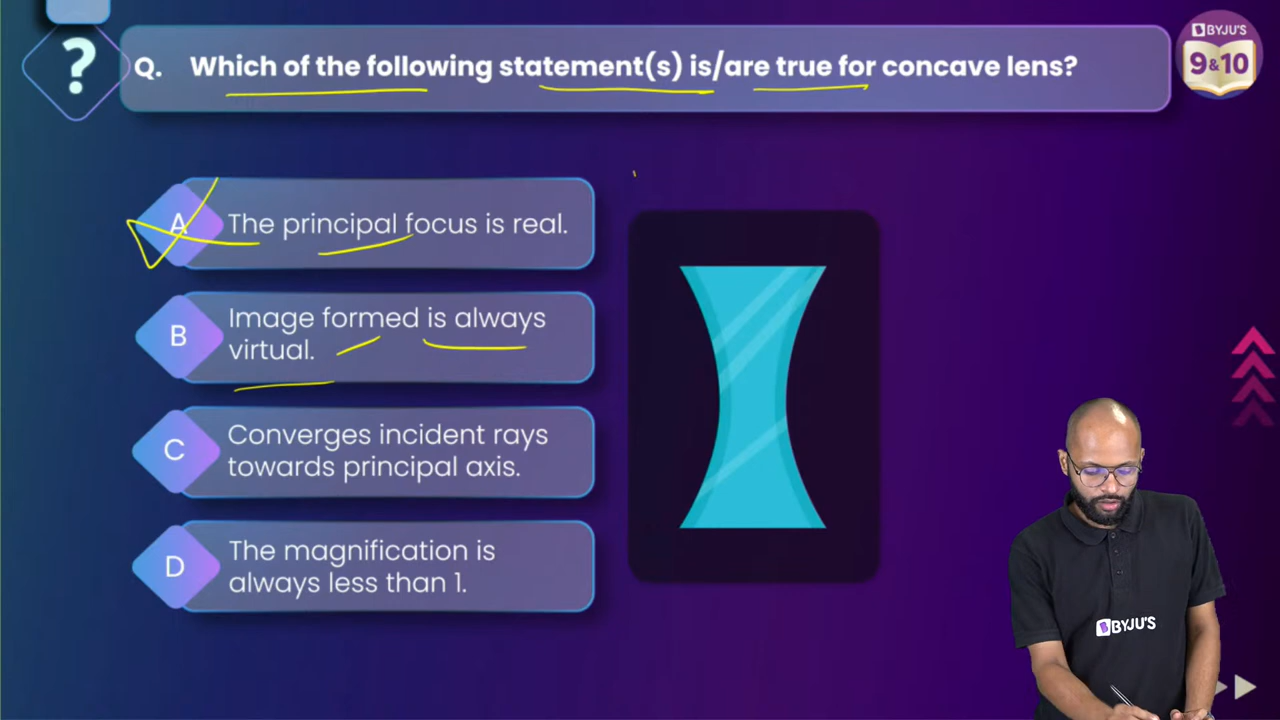 ?
Q. Which of the following statement(s) is/are true for concave lens?
BYJU'S
9&10
A
The principal focus is real.
B
Image formed is always
virtual.
C
Converges incident rays
towards principal axis.
D
The magnification is
always less than 1.
BYJU'S